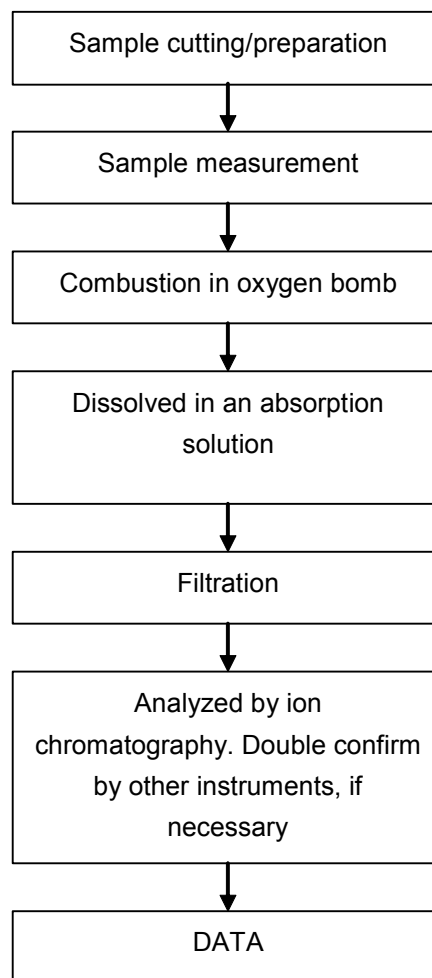 Sample cutting/preparation
Sample measurement
Combustion in oxygen bomb
Dissolved in an absorption
solution
Filtration
Analyzed by ion
chromatography. Double confirm
by other instruments, if
necessary
DATA